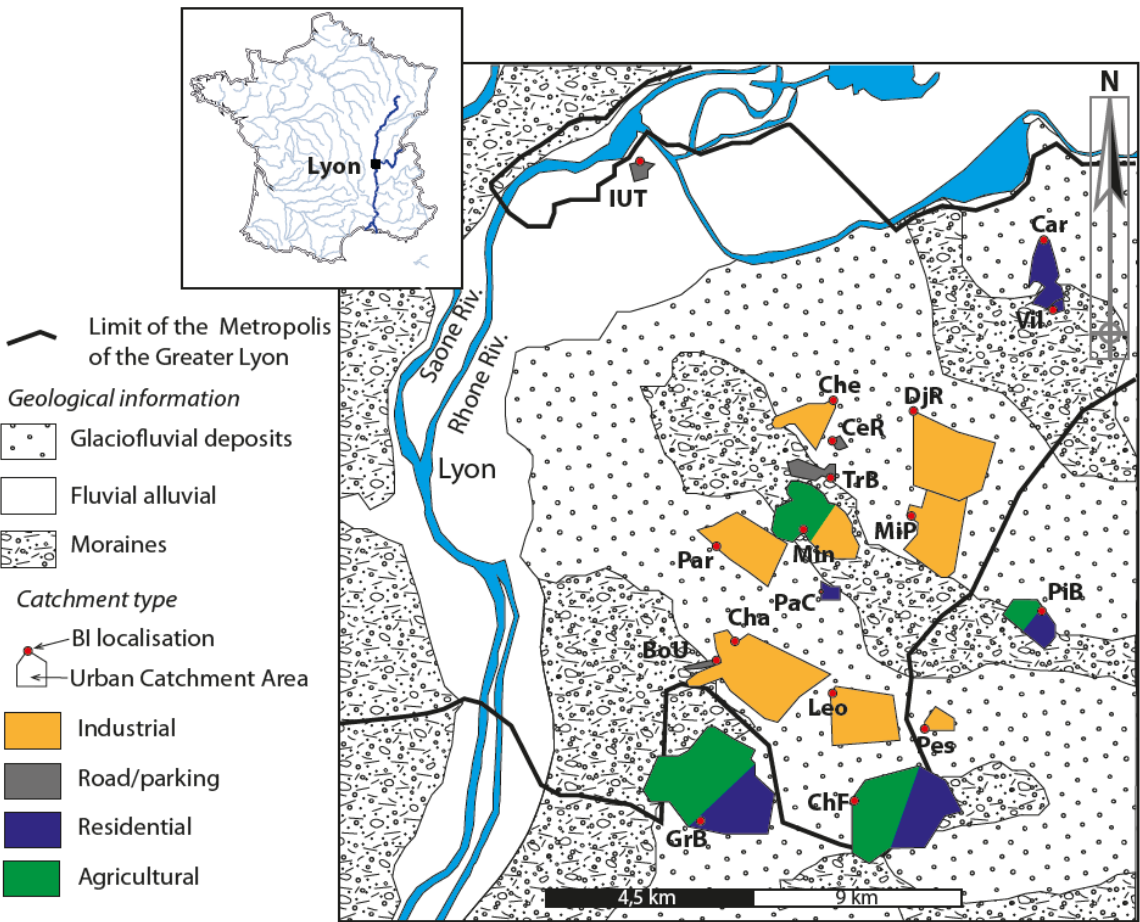 Lyon
N
IUT
Car
Vil
Saone Riv.
Rhone Riv.
Limit of the Metropolis
of the Greater Lyon
Geological information
Glaciofluvial deposits
Fluvial alluvial
Moraines
Catchment type
BI localisation
Urban Catchment Area
Industrial
Road/parking
Residential
Agricultural
Lyon
Che
DjR
CeR
TrB
MiP
Min
Par
PaC
PiB
Cha
BoU
Leo
Pes
ChF
GrB
4,5 km
9 km